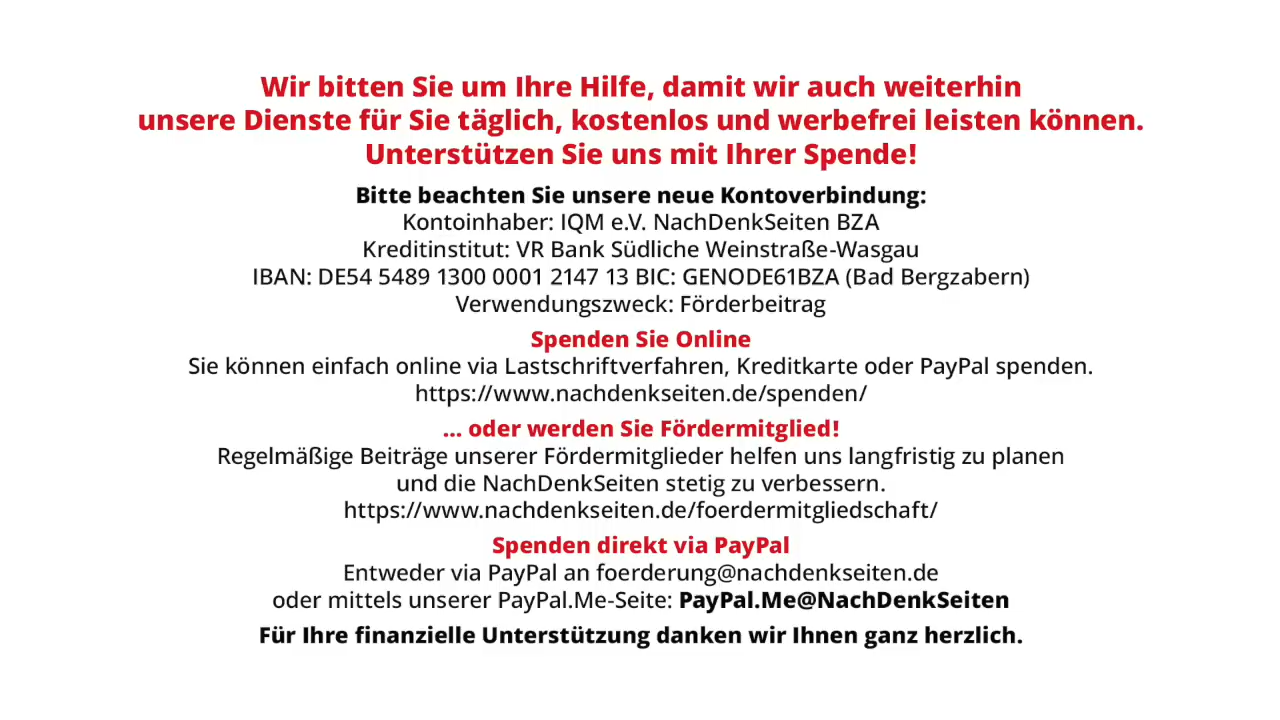 Wir bitten Sie um Ihre Hilfe, damit wir auch weiterhin
unsere Dienste für Sie täglich, kostenlos und werbefrei leisten können.
Unterstützen Sie uns mit Ihrer Spende!
Bitte beachten Sie unsere neue Kontoverbindung:
Kontoinhaber: IQM e.V. NachDenkSeiten BZA
Kreditinstitut: VR Bank Südliche Weinstraße-Wasgau
IBAN: DE54 5489 1300 0001 2147 13 BIC: GENODE61BZA (Bad Bergzabern)
Verwendungszweck: Förderbeitrag
Spenden Sie Online
Sie können einfach online via Lastschriftverfahren, Kreditkarte oder PayPal spenden.
https://www.nachdenkseiten.de/spenden/
... oder werden Sie Fördermitglied!
Regelmäßige Beiträge unserer Fördermitglieder helfen uns langfristig zu planen
und die NachDenkSeiten stetig zu verbessern.
https://www.nachdenkseiten.de/foerdermitgliedschaft/
Spenden direkt via PayPal
Entweder via PayPal an foerderung@nachdenkseiten.de
oder mittels unserer PayPal.Me-Seite: PayPal.Me@NachDenkSeiten
Für Ihre finanzielle Unterstützung danken wir Ihnen ganz herzlich.